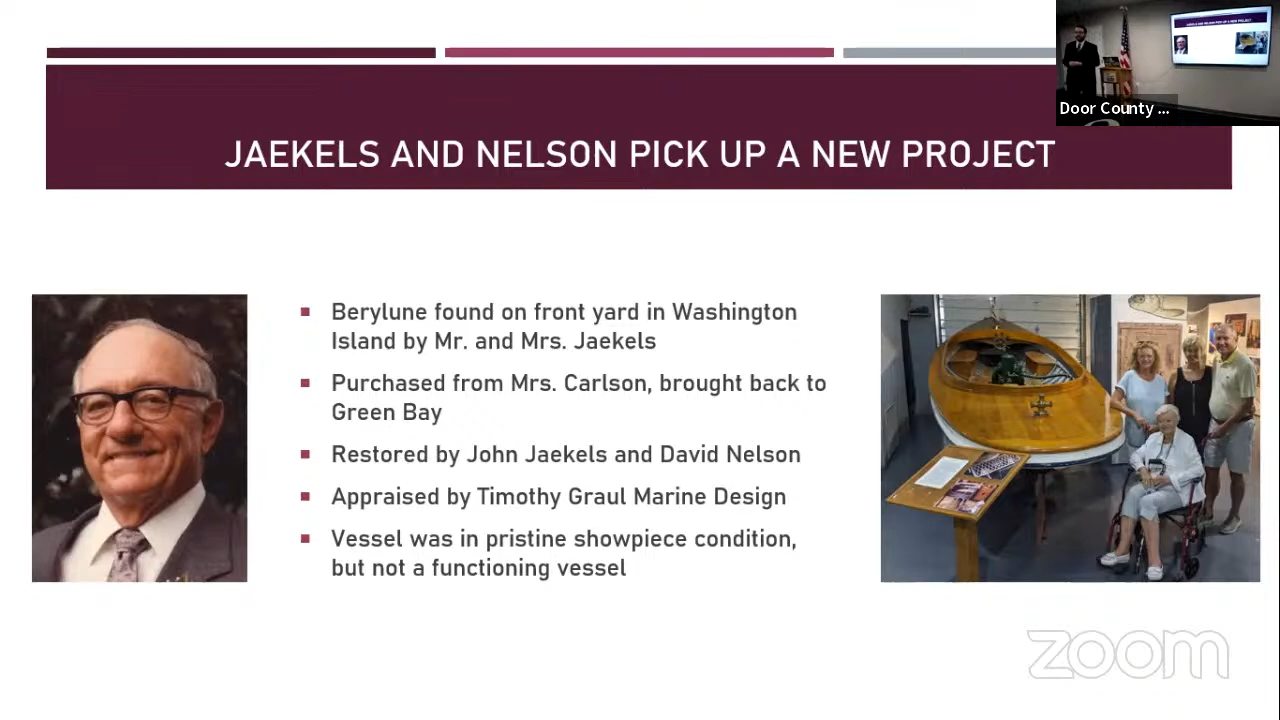 JAEKELS AND NELSON PICK UP A NEW PROJECT
Door County ...
Berylune found on front yard in Washington
Island by Mr. and Mrs. Jaekels
Purchased from Mrs. Carlson, brought back to
Green Bay
Restored by John Jaekels and David Nelson
Appraised by Timothy Graul Marine Design
Vessel was in pristine showpiece condition,
but not a functioning vessel
zoom